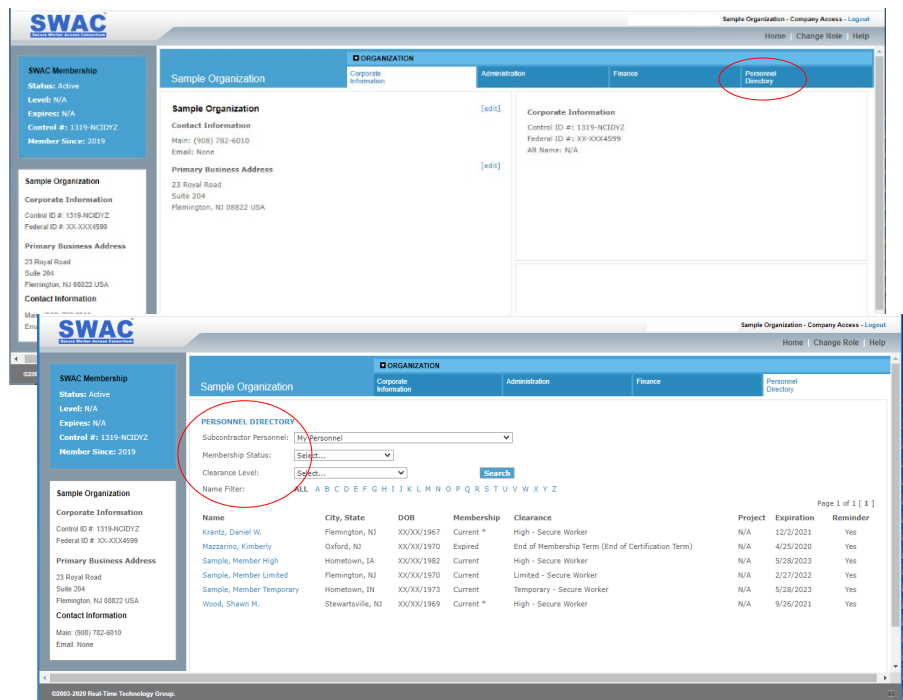 SWAC
Secure Worker Access Consortium
Sample Organization - Company Access - Logout
Home | Change Role | Help
SWAC Membership
Status: Active
Level: N/A
Expires: N/A
Control #: 1319-NCIDYZ
Member Since: 2019
Sample Organization
Corporate Information
Control ID #: 1319-NCIDYZ
Federal ID #: XX-XXX4599
Primary Business Address
23 Royal Road
Suite 204
Flemington, NJ 08822 USA
Contact Information
ORGANIZATION
Sample Organization
Corporate Information
Administration
Finance
Personnel Directory
Sample Organization [edit]
Contact Information
Main: (908) 782-6010
Email: None
Primary Business Address [edit]
23 Royal Road
Suite 204
Flemington, NJ 08822 USA
Corporate Information
Control ID #: 1319-NCIDYZ
Federal ID #: XX-XXX4599
Alt Name: N/A
SWAC
Secure Worker Access Consortium
Sample Organization - Company Access - Logout
Home | Change Role | Help
SWAC Membership
Status: Active
Level: N/A
Expires: N/A
Control #: 1319-NCIDYZ
Member Since: 2019
Sample Organization
Corporate Information
Control ID #: 1319-NCIDYZ
Federal ID #: XX-XXX4599
Primary Business Address
23 Royal Road
Suite 204
Flemington, NJ 08822 USA
Contact Information
Main: (908) 782-6010
Email: None
ORGANIZATION
Sample Organization
Corporate Information
Administration
Finance
Personnel Directory
PERSONNEL DIRECTORY
Subcontractor Personnel: My Personnel
Membership Status: Select...
Clearance Level: Select... Search
Name Filter: ALL A B C D E F G H I J K L M N O P Q R S T U V W X Y Z
Page 1 of 1 [ 1 ]
Name City, State DOB Membership Clearance Project Expiration Reminder
Krantz, Daniel W. Flemington, NJ XX/XX/1967 Current * High - Secure Worker N/A 12/2/2021 Yes
Mazzarino, Kimberly Oxford, NJ XX/XX/1970 Expired End of Membership Term (End of Certification Term) N/A 4/25/2020 Yes
Sample, Member High Hometown, IA XX/XX/1982 Current High - Secure Worker N/A 5/28/2023 Yes
Sample, Member Limited Flemington, NJ XX/XX/1970 Current Limited - Secure Worker N/A 2/27/2022 Yes
Sample, Member Temporary Hometown, IN XX/XX/1973 Current Temporary - Secure Worker N/A 5/28/2023 Yes
Wood, Shawn M. Stewartsville, NJ XX/XX/1969 Current * High - Secure Worker N/A 9/26/2021 Yes
©2003-2020 Real-Time Technology Group.
60